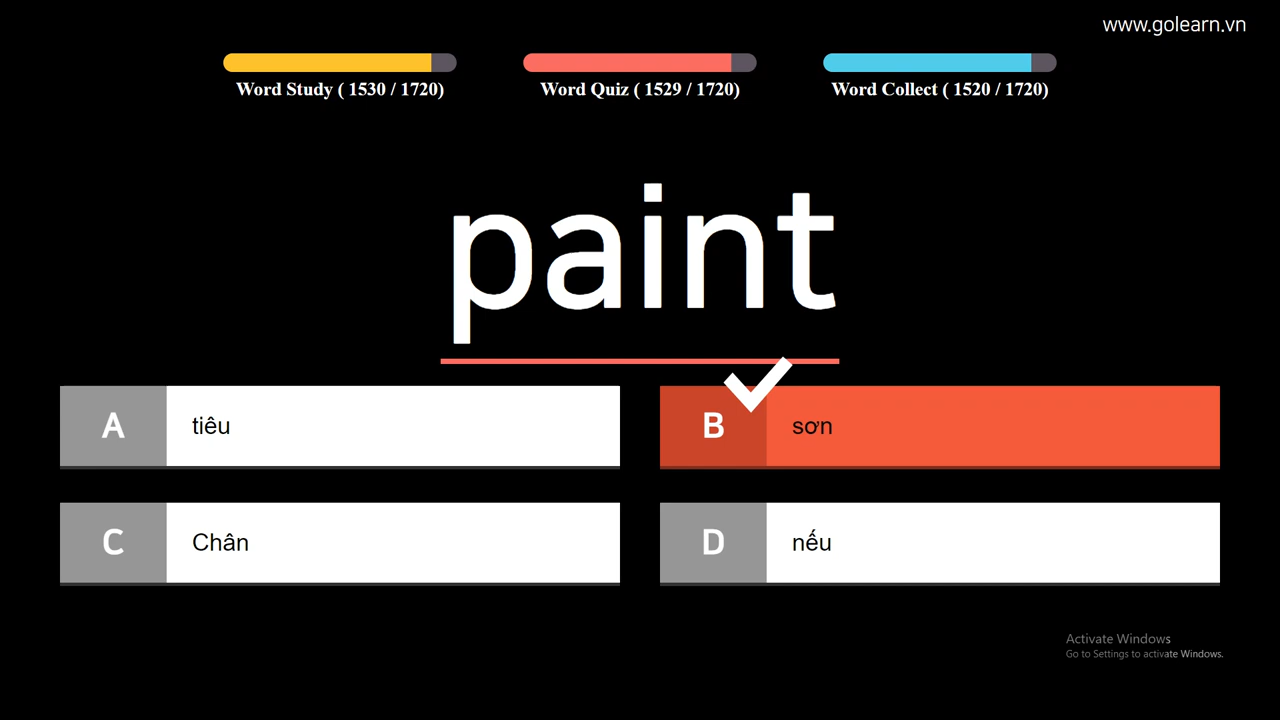 www.golearn.vn
Word Study ( 1530 / 1720)
Word Quiz ( 1529 / 1720)
Word Collect ( 1520 / 1720)
paint
A tiêu
B sơn
C Chân
D nếu
Activate Windows
Go to Settings to activate Windows.